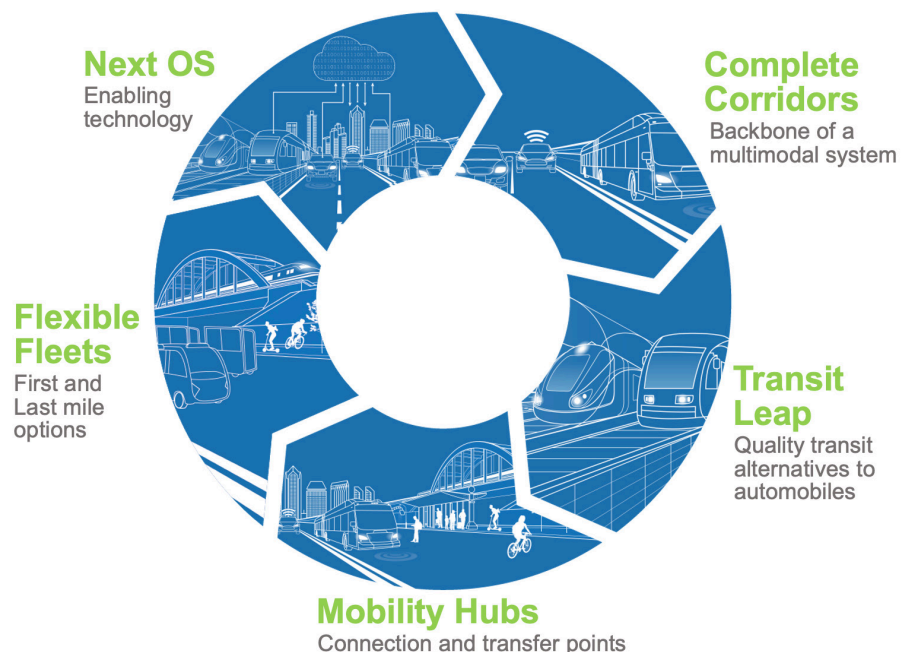 Next OS
Enabling
technology
Complete
Corridors
Backbone of a
multimodal system
Flexible
Fleets
First and
Last mile
options
Transit
Leap
Quality transit
alternatives to
automobiles
Mobility Hubs
Connection and transfer points